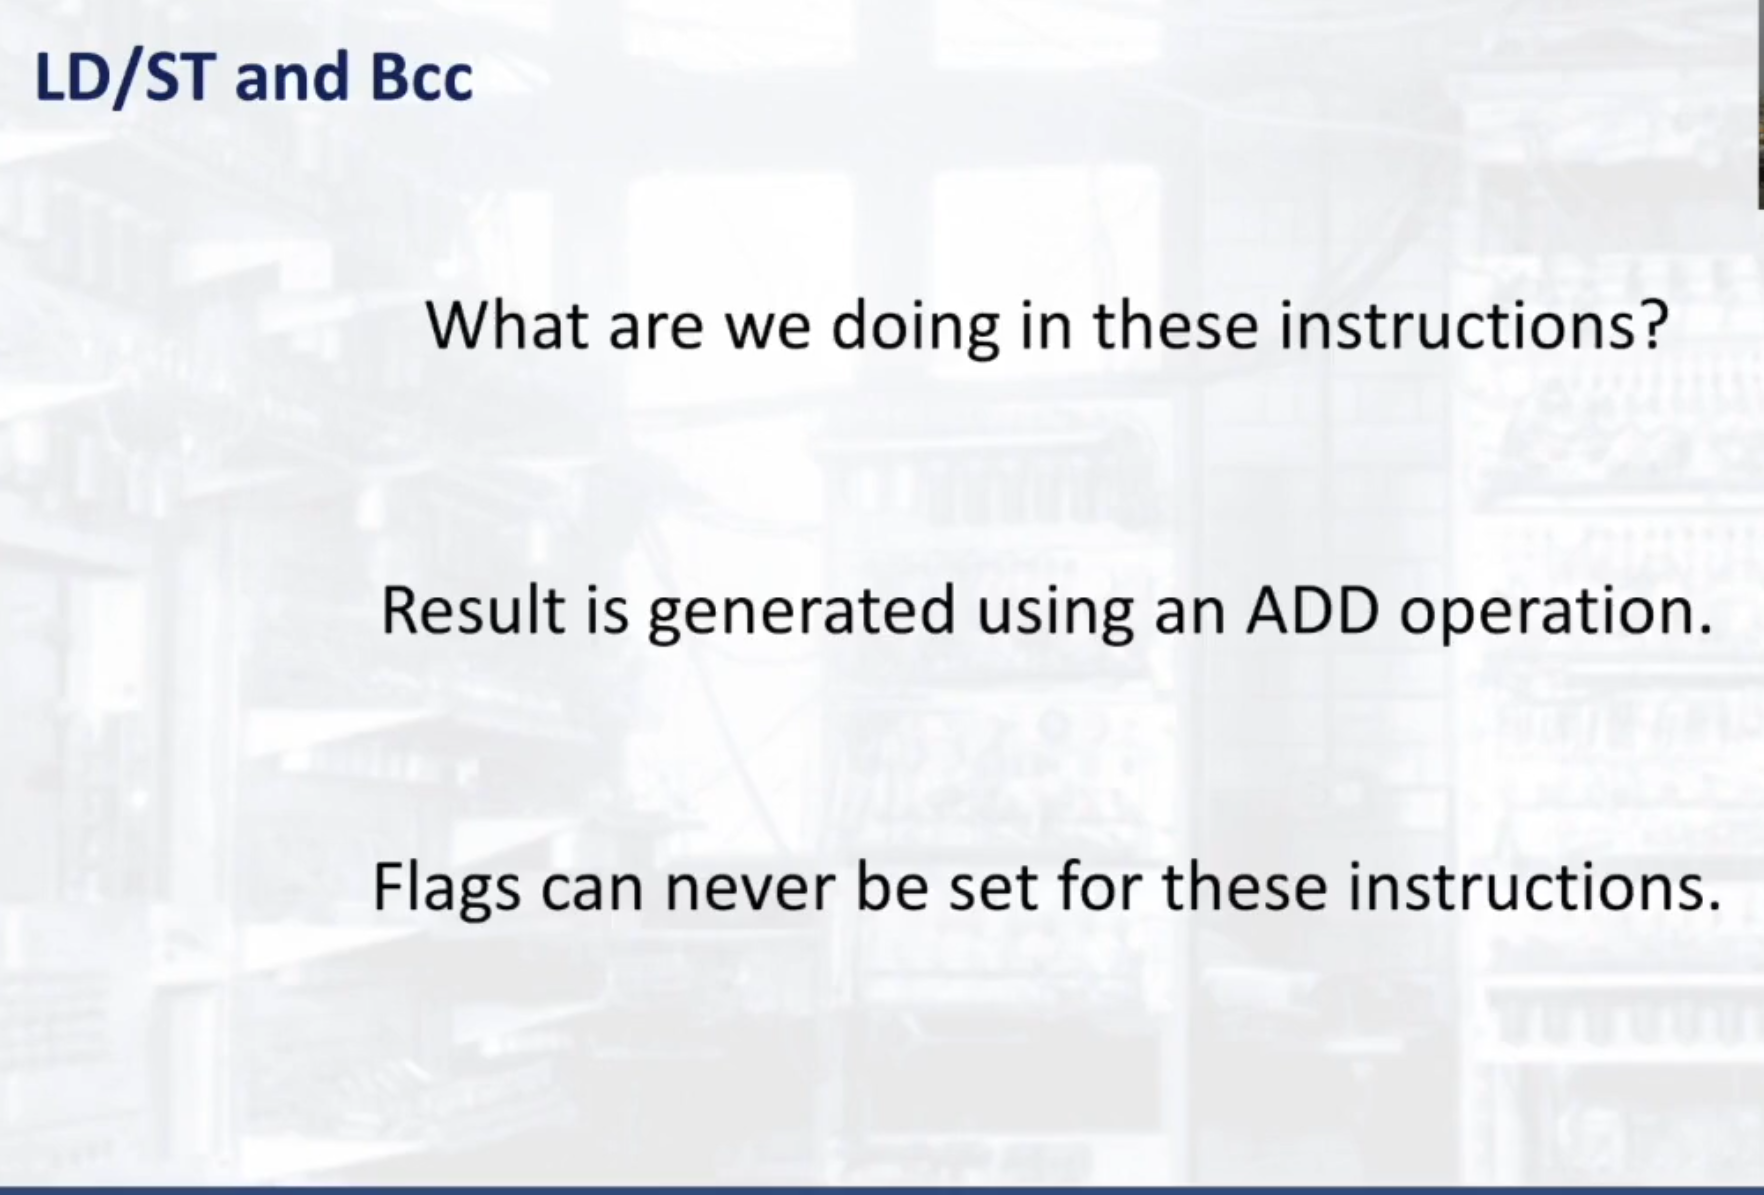 LD/ST and Bcc
What are we doing in these instructions?
Result is generated using an ADD operation.
Flags can never be set for these instructions.